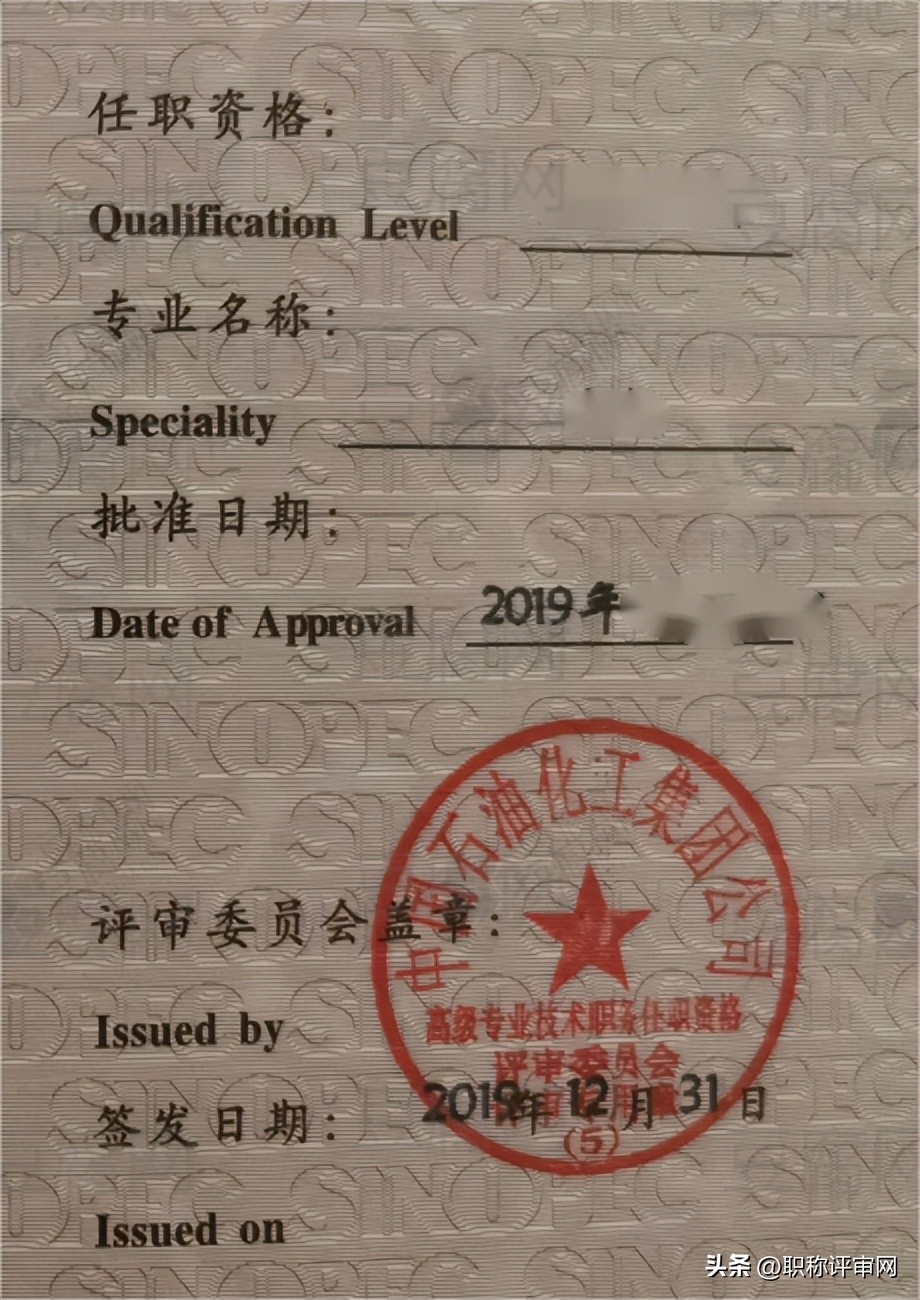 任职资格：
Qualification Level
专业名称：
Speciality
批准日期：
Date of Approval 2019年
中国石油化工集团公司
评审委员会盖章：
高级专业技术职务任职资格
Issued by
评审委员会
签发日期： 2019年 12月 31日
(5)
Issued on
头条 @职称评审网
SINOPEC